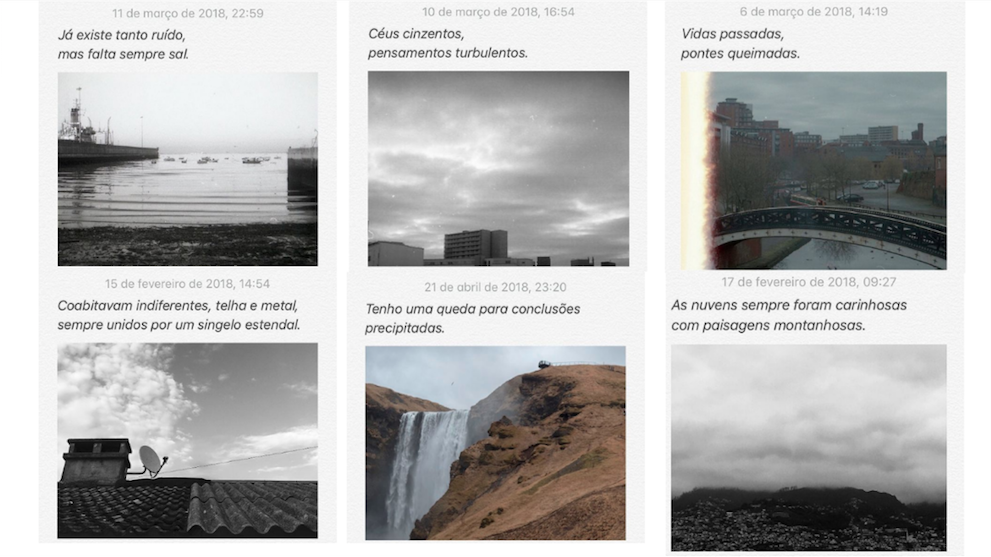 11 de março de 2018, 22:59
Já existe tanto ruído,
mas falta sempre sal.
10 de março de 2018, 16:54
Céus cinzentos,
pensamentos turbulentos.
6 de março de 2018, 14:19
Vidas passadas,
pontes queimadas.
15 de fevereiro de 2018, 14:54
Coabitavam indiferentes, telha e metal,
sempre unidos por um singelo estendal.
21 de abril de 2018, 23:20
Tenho uma queda para conclusões
precipitadas.
17 de fevereiro de 2018, 09:27
As nuvens sempre foram carinhosas
com paisagens montanhosas.